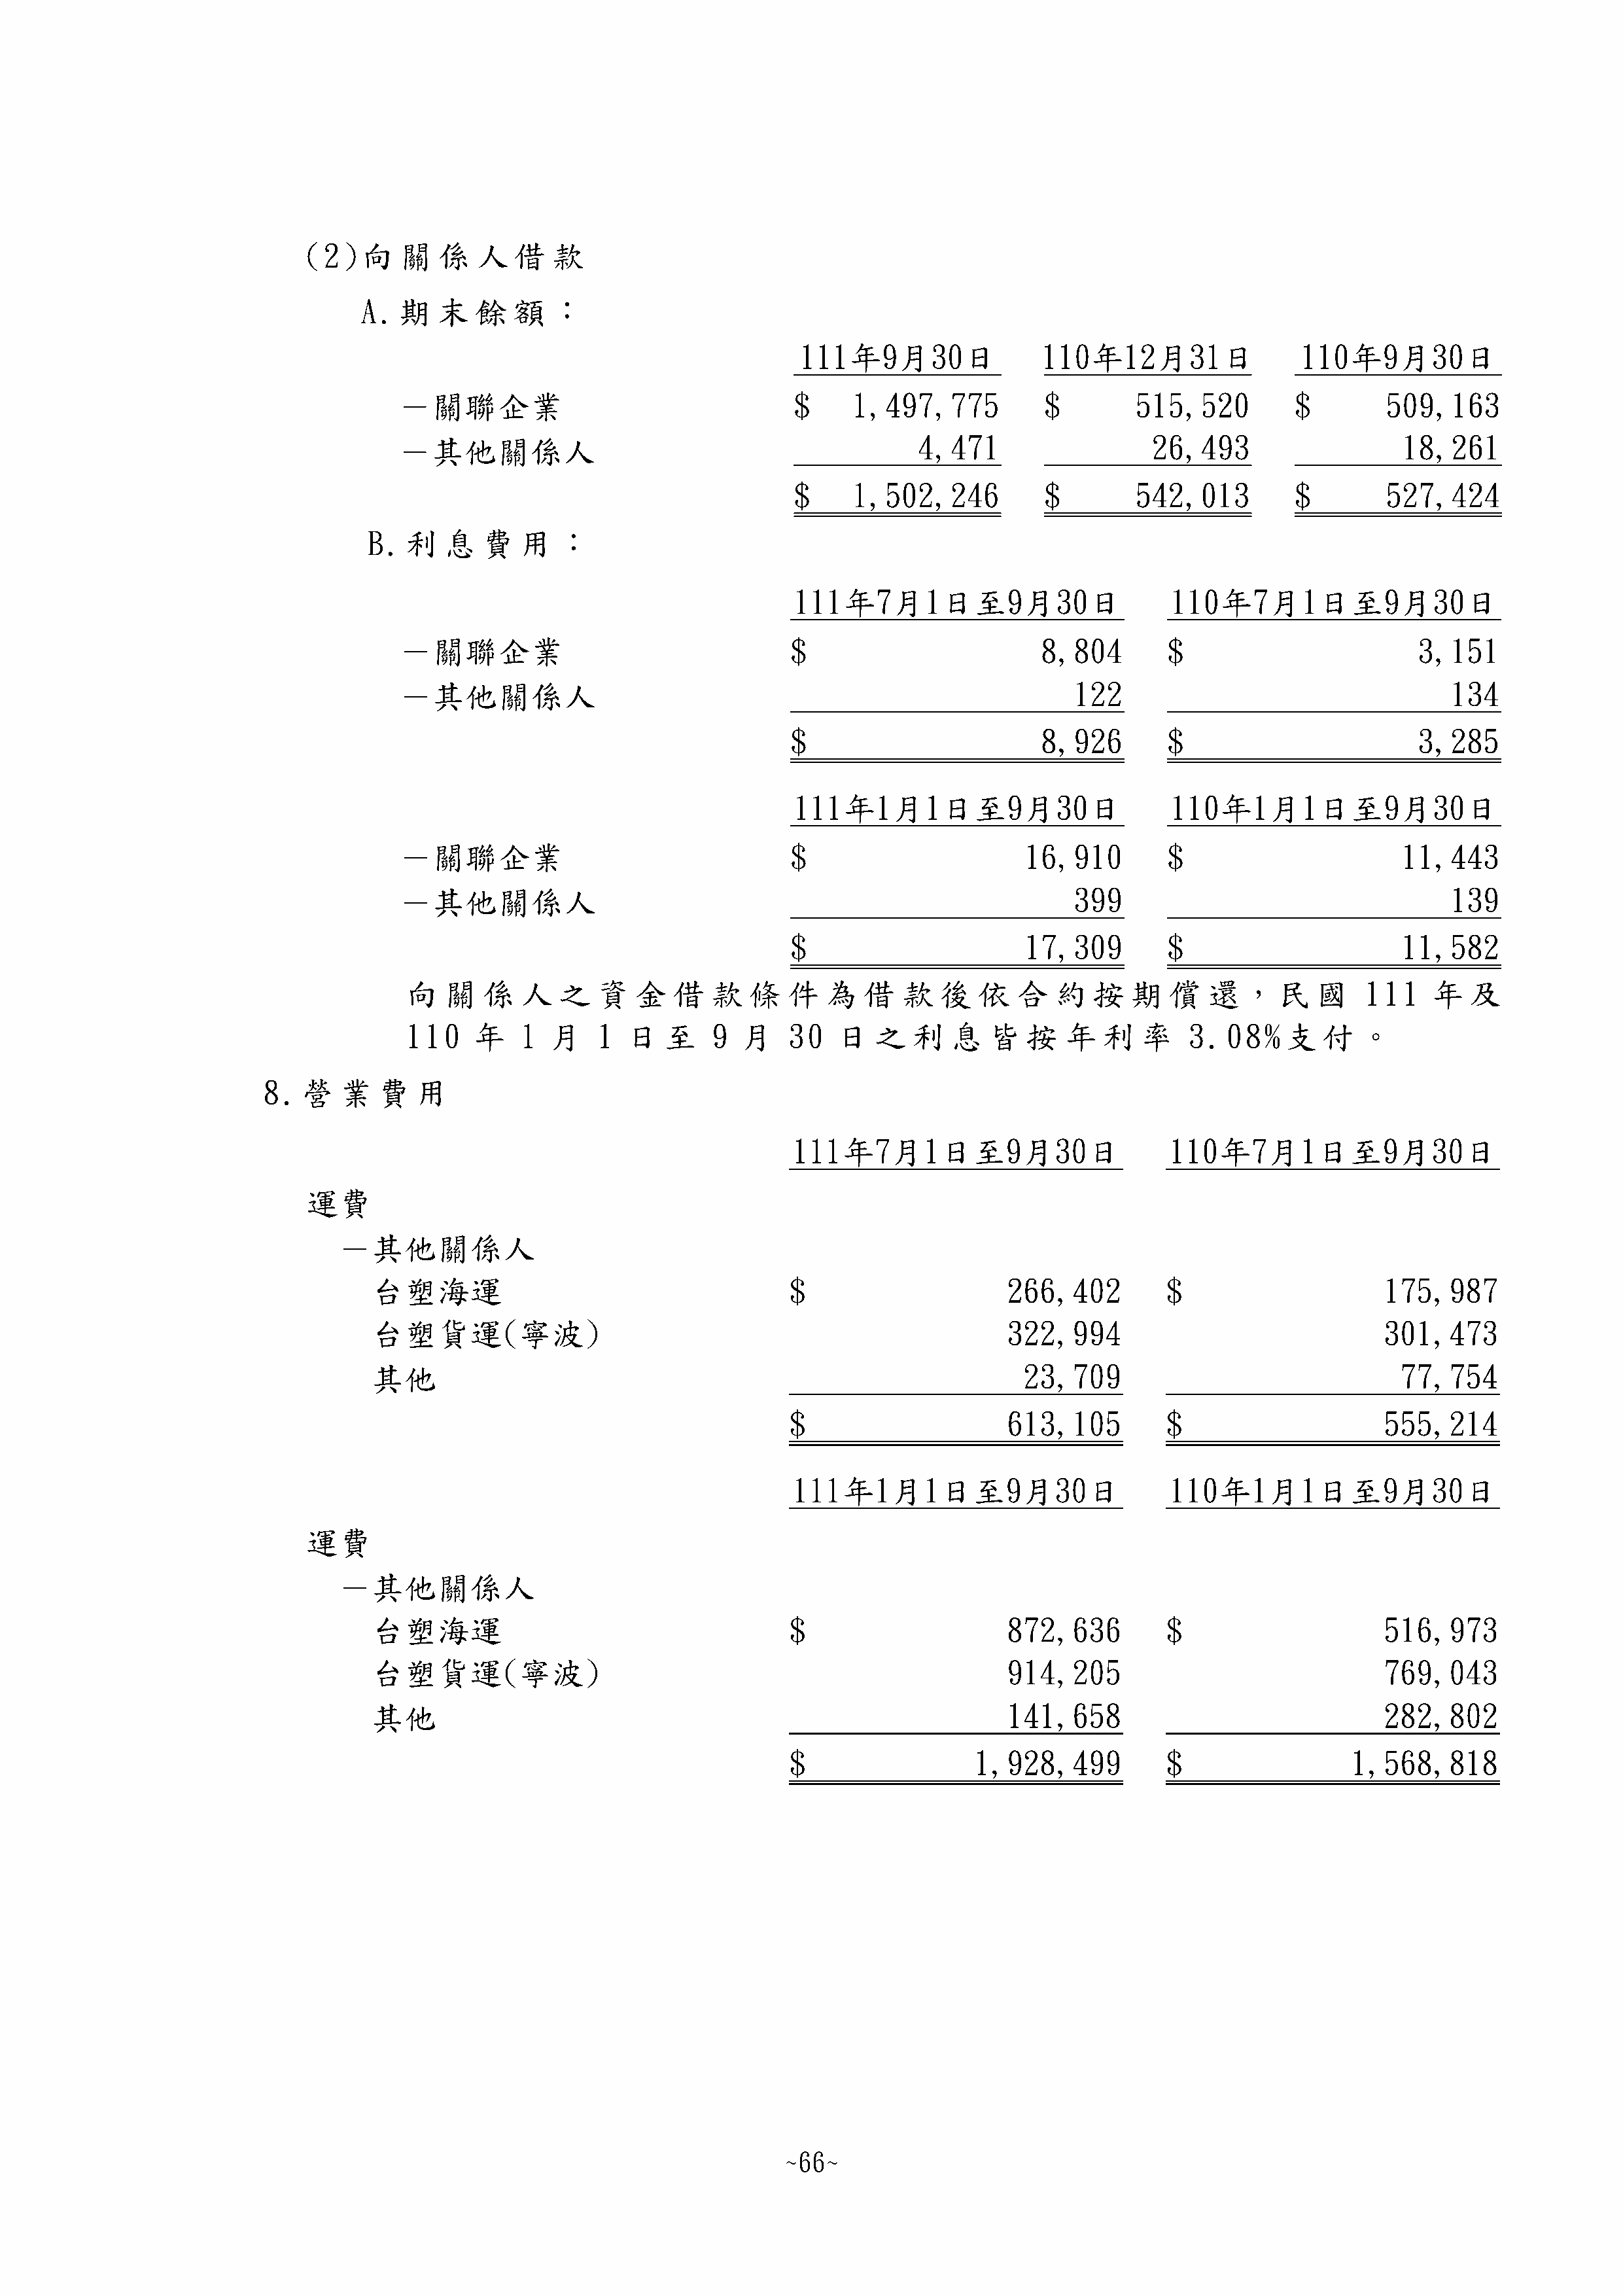 (2)向關係人借款
A.期末餘額：
111年9月30日 110年12月31日 110年9月30日
－關聯企業 $ 1,497,775 $ 515,520 $ 509,163
－其他關係人 4,471 26,493 18,261
$ 1,502,246 $ 542,013 $ 527,424
B.利息費用：
111年7月1日至9月30日 110年7月1日至9月30日
－關聯企業 $ 8,804 $ 3,151
－其他關係人 122 134
$ 8,926 $ 3,285
111年1月1日至9月30日 110年1月1日至9月30日
－關聯企業 $ 16,910 $ 11,443
－其他關係人 399 139
$ 17,309 $ 11,582
向關係人之資金借款條件為借款後依合約按期償還，民國 111 年及
110 年 1 月 1 日至 9 月 30 日之利息皆按年利率 3.08%支付。
8.營業費用
111年7月1日至9月30日 110年7月1日至9月30日
運費
－其他關係人
台塑海運 $ 266,402 $ 175,987
台塑貨運(寧波) 322,994 301,473
其他 23,709 77,754
$ 613,105 $ 555,214
111年1月1日至9月30日 110年1月1日至9月30日
運費
－其他關係人
台塑海運 $ 872,636 $ 516,973
台塑貨運(寧波) 914,205 769,043
其他 141,658 282,802
$ 1,928,499 $ 1,568,818
~66~